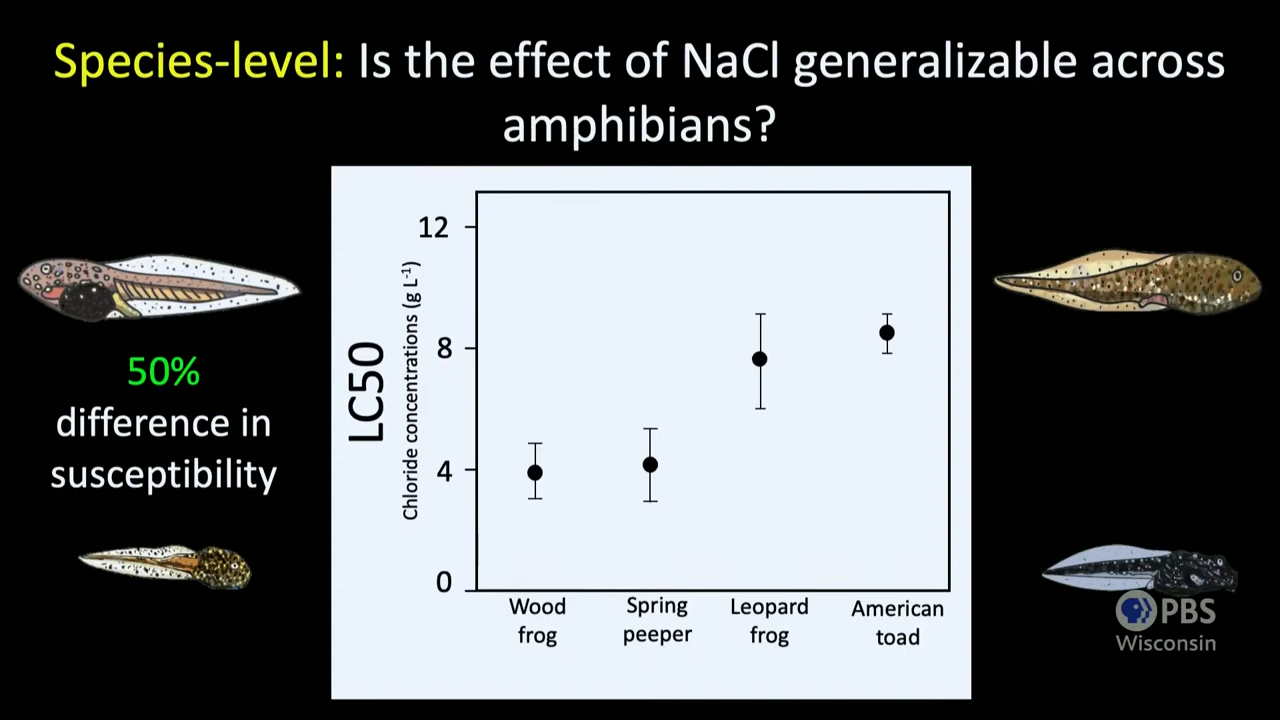 Species-level: Is the effect of NaCl generalizable across
amphibians?
50%
difference in
susceptibility
LC50
Chloride concentrations (g L⁻¹)
12
8
4
0
Wood
frog
Spring
peeper
Leopard
frog
American
toad
PBS
Wisconsin